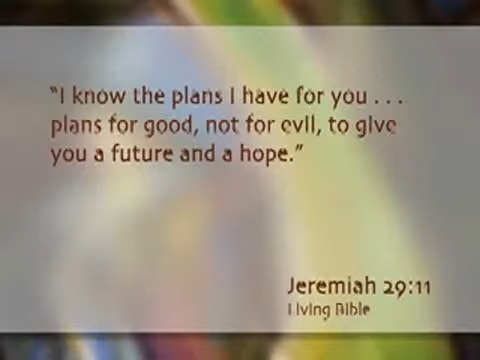 “I know the plans I have for you . . .
plans for good, not for evil, to give
you a future and a hope.”
Jeremiah 29:11
Living Bible